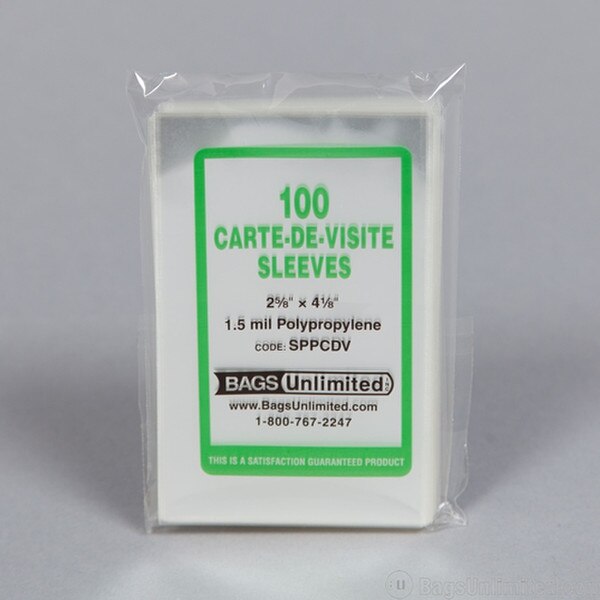 100
CARTE-DE-VISITE
SLEEVES
2⅝" × 4⅛"
1.5 mil Polypropylene
CODE: SPPCDV
BAGS Unlimited INC
www.BagsUnlimited.com
1-800-767-2247
THIS IS A SATISFACTION GUARANTEED PRODUCT
U BagsUnlimited.com